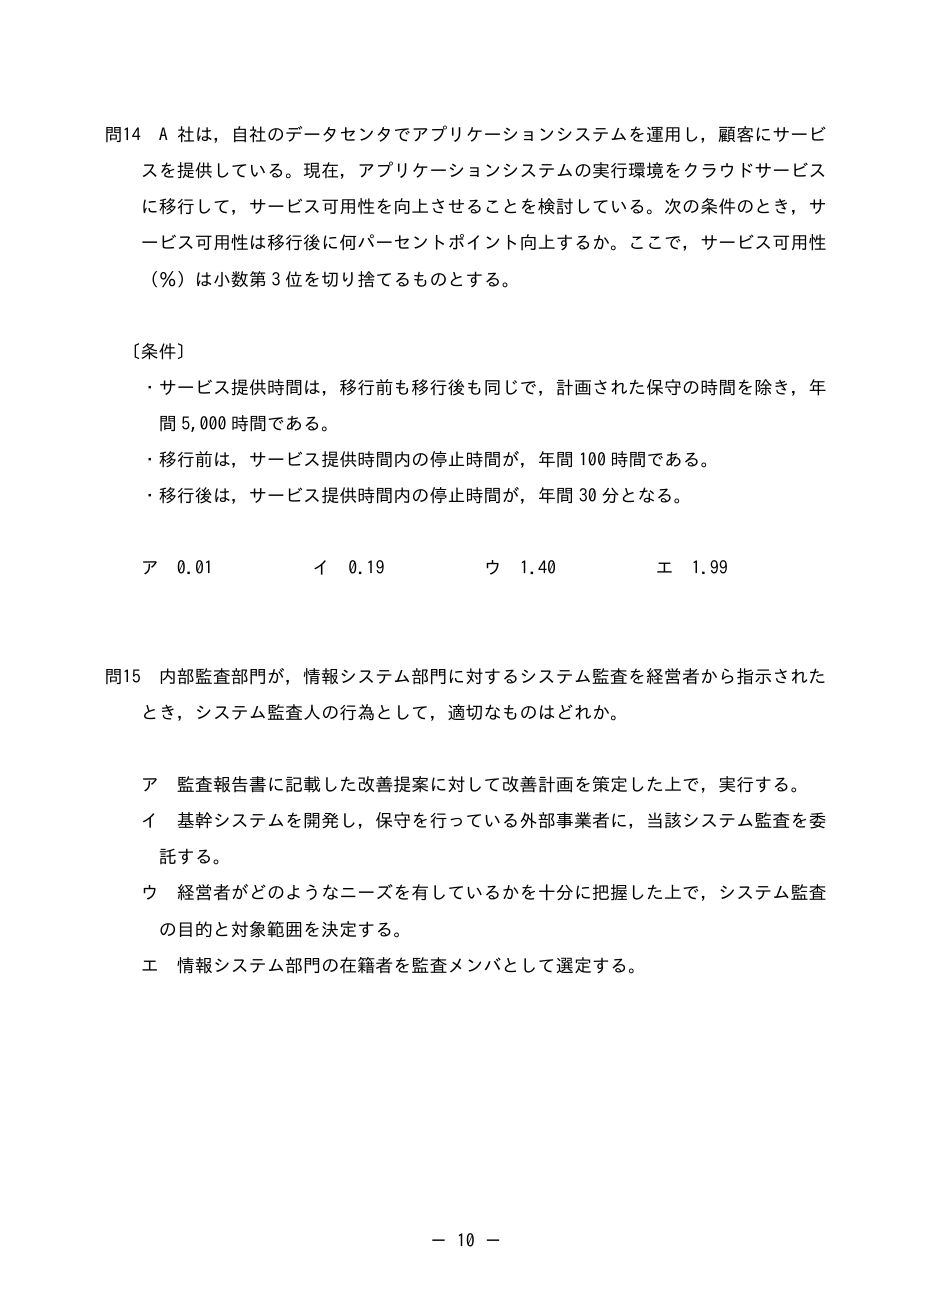 問14　A 社は，自社のデータセンタでアプリケーションシステムを運用し，顧客にサービ
スを提供している。現在，アプリケーションシステムの実行環境をクラウドサービス
に移行して，サービス可用性を向上させることを検討している。次の条件のとき，サ
ービス可用性は移行後に何パーセントポイント向上するか。ここで，サービス可用性
（％）は小数第 3 位を切り捨てるものとする。
〔条件〕
・サービス提供時間は，移行前も移行後も同じで，計画された保守の時間を除き，年
間 5,000 時間である。
・移行前は，サービス提供時間内の停止時間が，年間 100 時間である。
・移行後は，サービス提供時間内の停止時間が，年間 30 分となる。
ア　0.01　イ　0.19　ウ　1.40　エ　1.99
問15　内部監査部門が，情報システム部門に対するシステム監査を経営者から指示された
とき，システム監査人の行為として，適切なものはどれか。
ア　監査報告書に記載した改善提案に対して改善計画を策定した上で，実行する。
イ　基幹システムを開発し，保守を行っている外部事業者に，当該システム監査を委
託する。
ウ　経営者がどのようなニーズを有しているかを十分に把握した上で，システム監査
の目的と対象範囲を決定する。
エ　情報システム部門の在籍者を監査メンバとして選定する。
－ 10 －